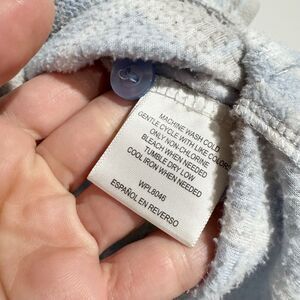 MACHINE WASH COLD
GENTLE CYCLE WITH LIKE COLORS
ONLY NON-CHLORINE
BLEACH WHEN NEEDED
TUMBLE DRY LOW
COOL IRON WHEN NEEDED
WPL8046
ESPAÑOL EN REVERSO